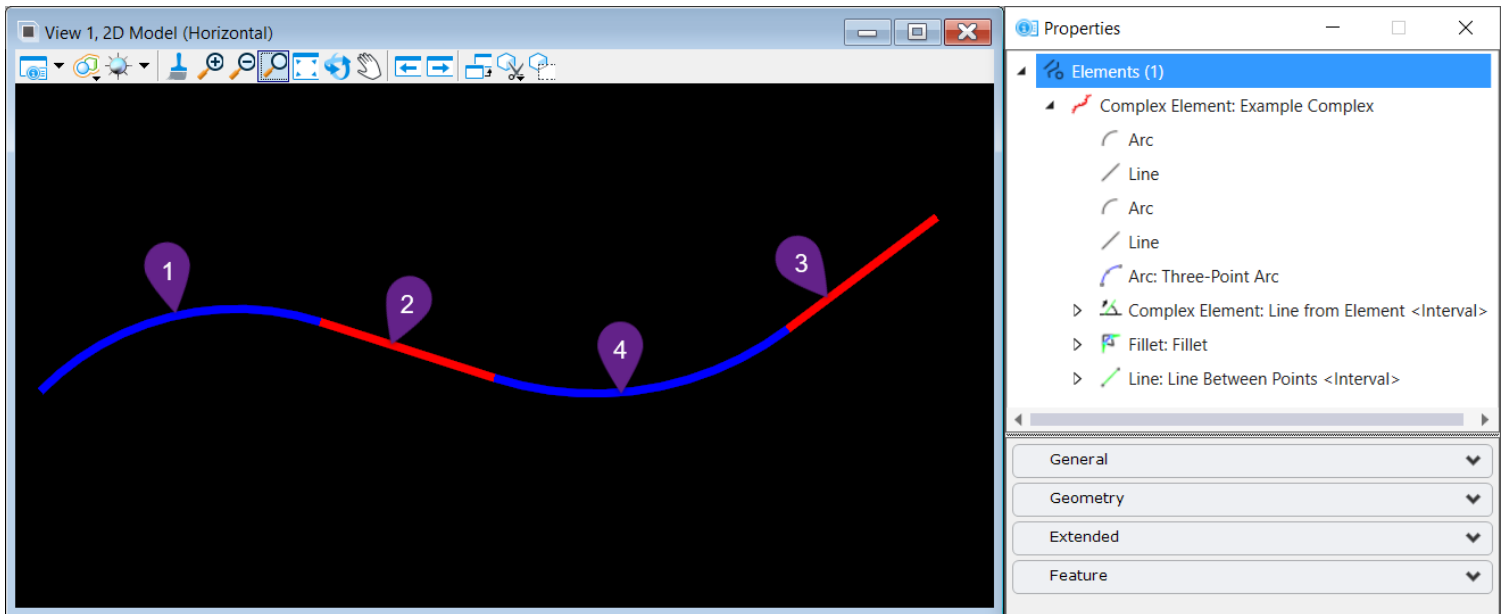 View 1, 2D Model (Horizontal)
1
2
3
4
Properties
Elements (1)
Complex Element: Example Complex
Arc
Line
Arc
Line
Arc: Three-Point Arc
Complex Element: Line from Element <Interval>
Fillet: Fillet
Line: Line Between Points <Interval>
General
Geometry
Extended
Feature